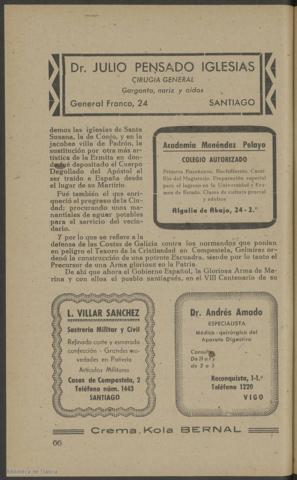 Dr. JULIO PENSADO IGLESIAS
CIRUGIA GENERAL
Garganta, nariz y oidos
General Franco, 24 SANTIAGO
demos las iglesias de Santa
Susana, la de Conjo, y en la
jacobea villa de Padrón, la
sustitución por otra más ar-
tística de la Ermita en don-
de fué depositado el Cuerpo
Degollado del Apóstol al
ser traído a España desde
el lugar de su Martirio.
Fué también el que enri-
queció el progreso de la Ciu-
dad; procurando unos ma-
nantiales de aguar potables
para el servicio del vecin-
dario.
Academia Menéndez Pelayo
COLEGIO AUTORIZADO
Primera Enseñanza, Bachillerato, Carre-
ra del Magisterio. Preparación especial
para el ingreso en la Universidad y Exa-
men de Estado. Clases de cultura general
y adultos
Algalia de Abajo, 24 - 2.°
Y por lo que se refiere a la
defensa de las Costas de Galicia contra los normandos que ponían
en peligro el Tesoro de la Cristiandad en Compostela, Gelmírez or-
denó la construcción de una potente Escuadra, siendo por lo tanto el
Precursor de una Arma gloriosa en la Patria.
De ahí que ahora el Gobierno Español, la Gloriosa Arma de Ma-
rina y con ellos el pueblo santiagués, en el VIII Centenario de su
L. VILLAR SANCHEZ
Sastrería Militar y Civil
Refinado corte y esmerada
confección - Grandes no-
vedades en Pañería
Artículos Militares
Casas de Compostela, 2
Teléfono núm. 1443
SANTIAGO
Dr. Andrés Amado
ESPECIALISTA
Médico - quirúrgico del
Aparato Digestivo
Consulta
De 11 a 1 y
de 3 a 5
Reconquista, 1-1.°
Teléfono 1220
VIGO
Crema Kola BERNAL
66
Biblioteca de Galicia